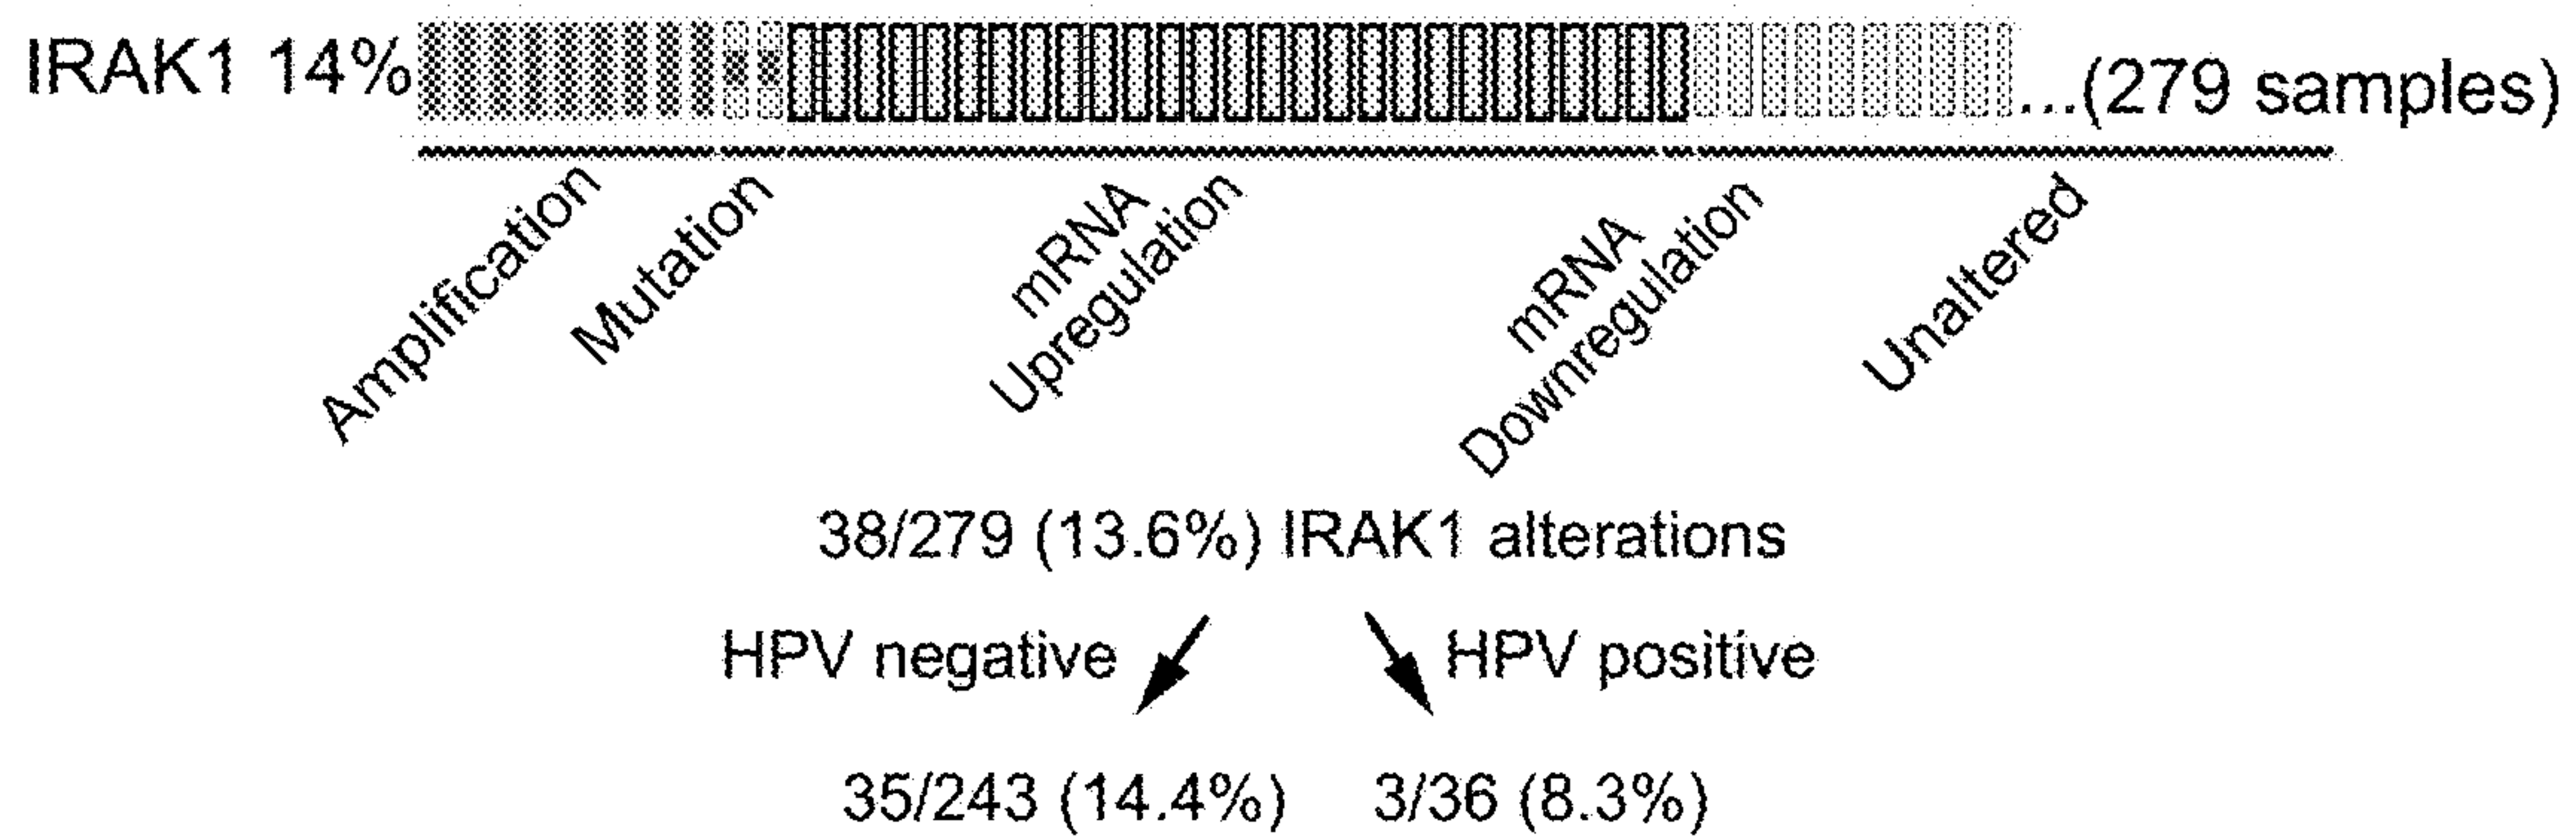 IRAK1 14% ...(279 samples)
Amplification
Mutation
mRNA
Upregulation
mRNA
Downregulation
Unaltered
38/279 (13.6%) IRAK1 alterations
HPV negative HPV positive
35/243 (14.4%) 3/36 (8.3%)